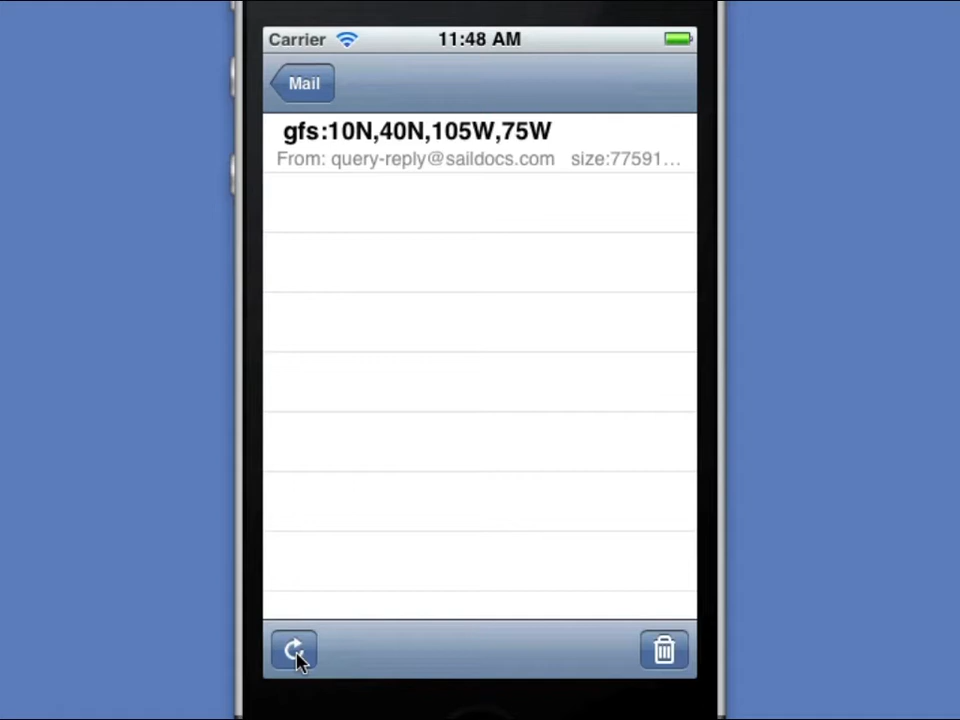 Carrier 11:48 AM
Mail
gfs:10N,40N,105W,75W
From: query-reply@saildocs.com size:77591...